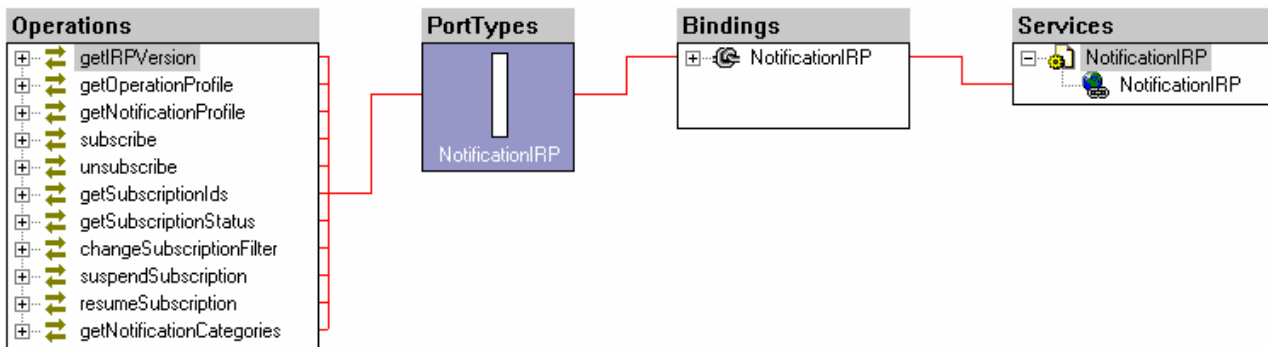 Operations
getIRPVersion
getOperationProfile
getNotificationProfile
subscribe
unsubscribe
getSubscriptionIds
getSubscriptionStatus
changeSubscriptionFilter
suspendSubscription
resumeSubscription
getNotificationCategories
PortTypes
NotificationIRP
Bindings
NotificationIRP
Services
NotificationIRP
NotificationIRP